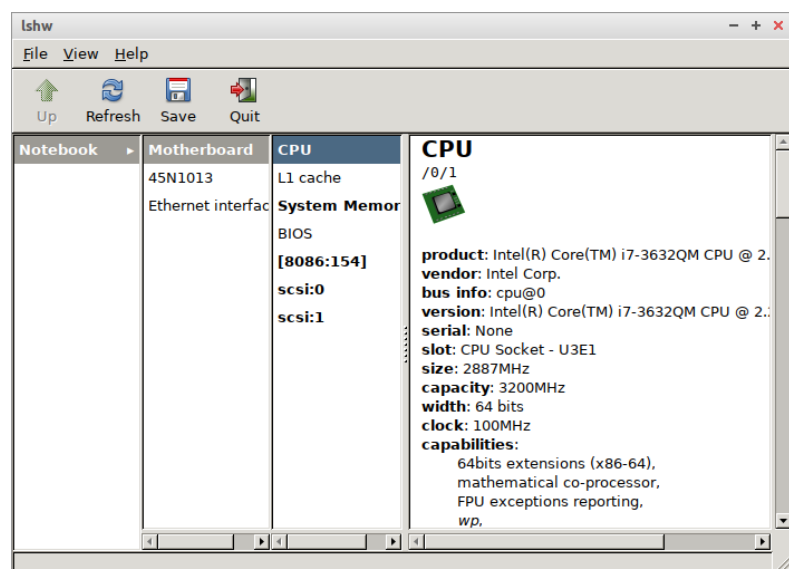 lshw
File View Help
Up Refresh Save Quit
Notebook
Motherboard
45N1013
Ethernet interfac
CPU
L1 cache
System Memor
BIOS
[8086:154]
scsi:0
scsi:1
CPU
/0/1
product: Intel(R) Core(TM) i7-3632QM CPU @ 2.
vendor: Intel Corp.
bus info: cpu@0
version: Intel(R) Core(TM) i7-3632QM CPU @ 2.
serial: None
slot: CPU Socket - U3E1
size: 2887MHz
capacity: 3200MHz
width: 64 bits
clock: 100MHz
capabilities:
64bits extensions (x86-64),
mathematical co-processor,
FPU exceptions reporting,
wp,